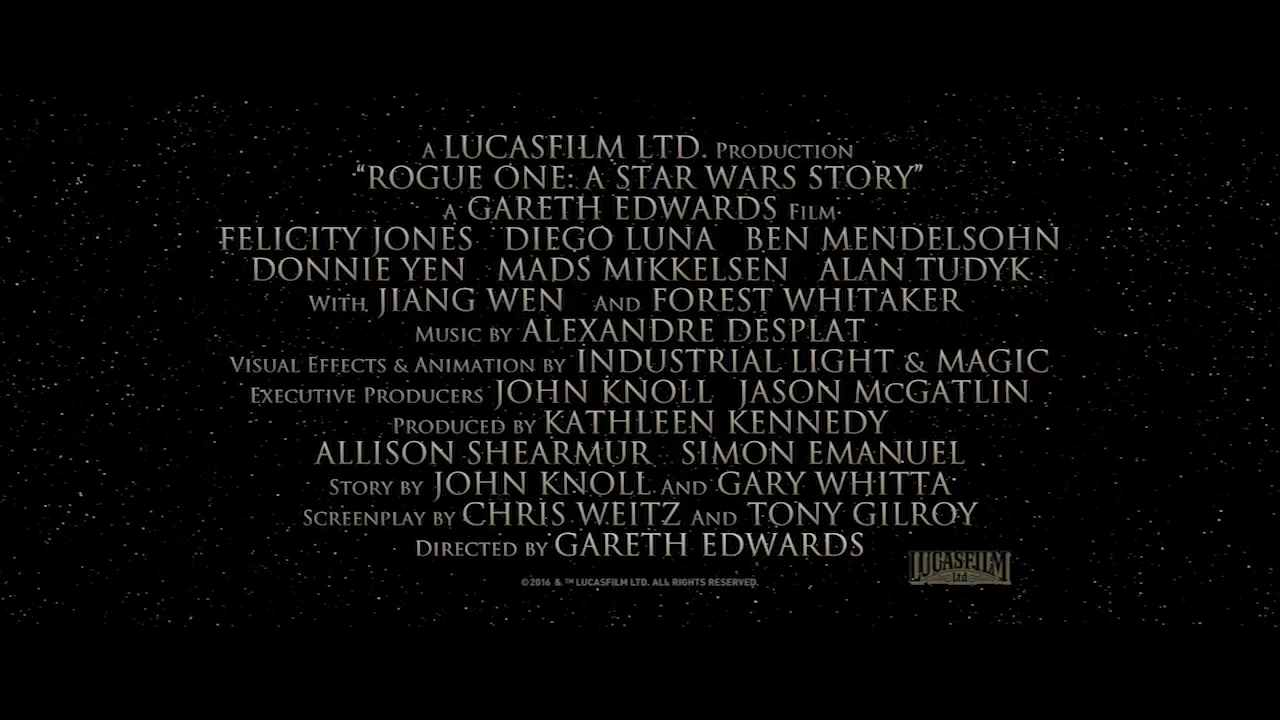 A LUCASFILM LTD. PRODUCTION
“ROGUE ONE: A STAR WARS STORY”
A GARETH EDWARDS FILM
FELICITY JONES DIEGO LUNA BEN MENDELSOHN
DONNIE YEN MADS MIKKELSEN ALAN TUDYK
WITH JIANG WEN AND FOREST WHITAKER
MUSIC BY ALEXANDRE DESPLAT
VISUAL EFFECTS & ANIMATION BY INDUSTRIAL LIGHT & MAGIC
EXECUTIVE PRODUCERS JOHN KNOLL JASON McGATLIN
PRODUCED BY KATHLEEN KENNEDY
ALLISON SHEARMUR SIMON EMANUEL
STORY BY JOHN KNOLL AND GARY WHITTA
SCREENPLAY BY CHRIS WEITZ AND TONY GILROY
DIRECTED BY GARETH EDWARDS
LUCASFILM
Ltd
©2016 & ™ LUCASFILM LTD. ALL RIGHTS RESERVED.